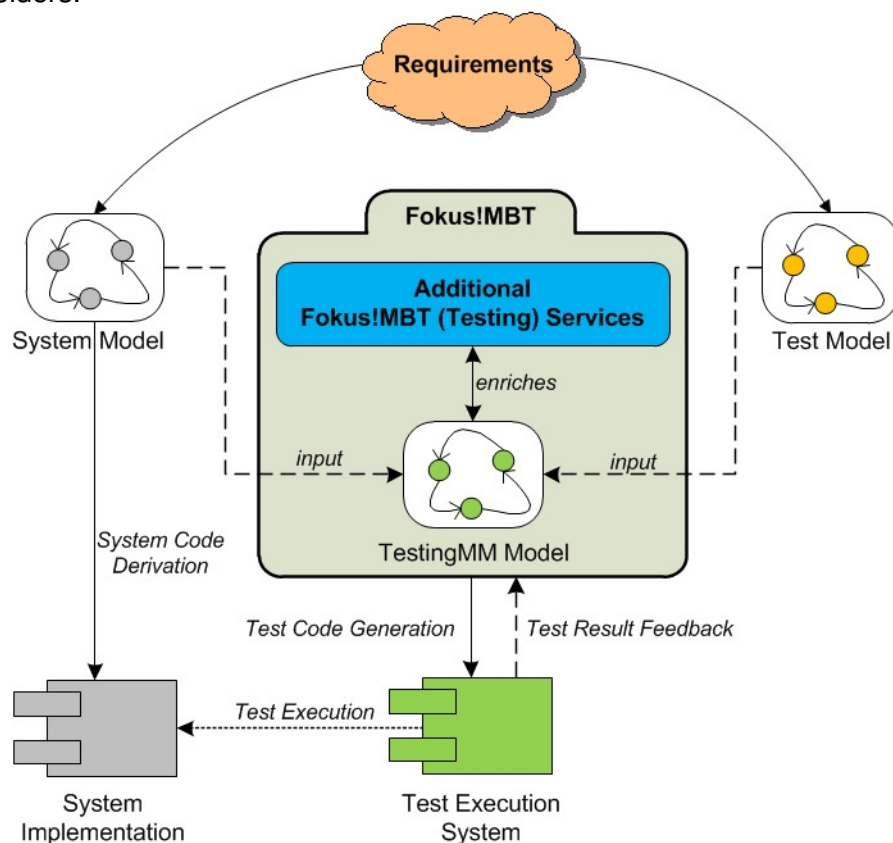 Requirements
Fokus!MBT
Additional
Fokus!MBT (Testing) Services
System Model
Test Model
enriches
input
input
TestingMM Model
System Code
Derivation
Test Code Generation
Test Result Feedback
Test Execution
System
Implementation
Test Execution
System